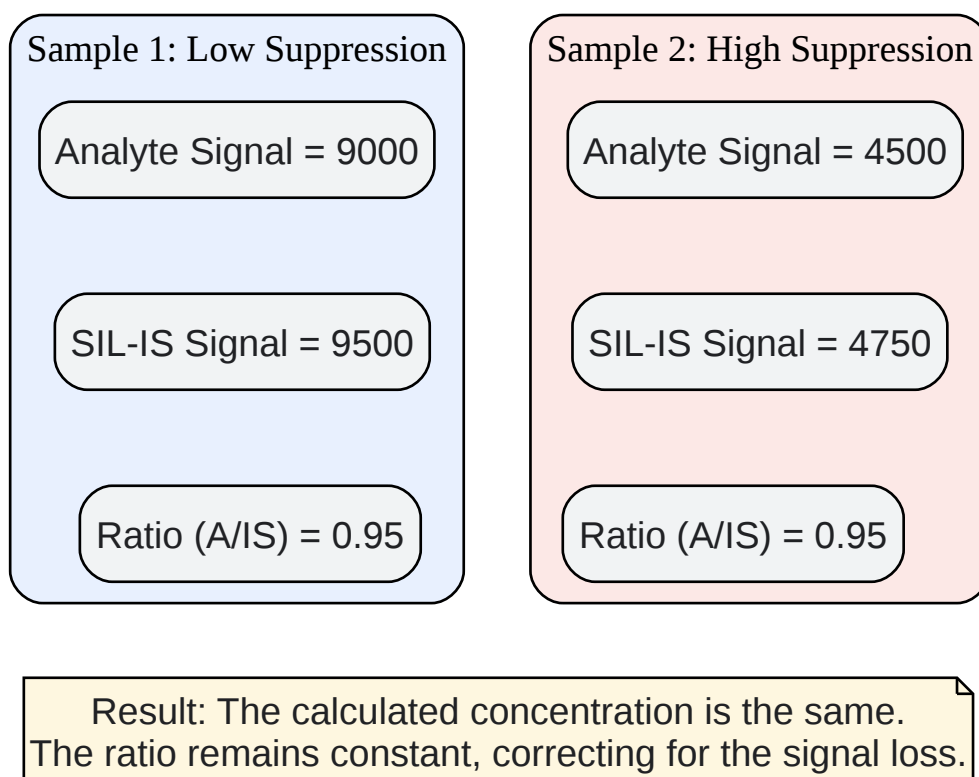 Sample 1: Low Suppression
Analyte Signal = 9000
SIL-IS Signal = 9500
Ratio (A/IS) = 0.95
Sample 2: High Suppression
Analyte Signal = 4500
SIL-IS Signal = 4750
Ratio (A/IS) = 0.95
Result: The calculated concentration is the same.
The ratio remains constant, correcting for the signal loss.